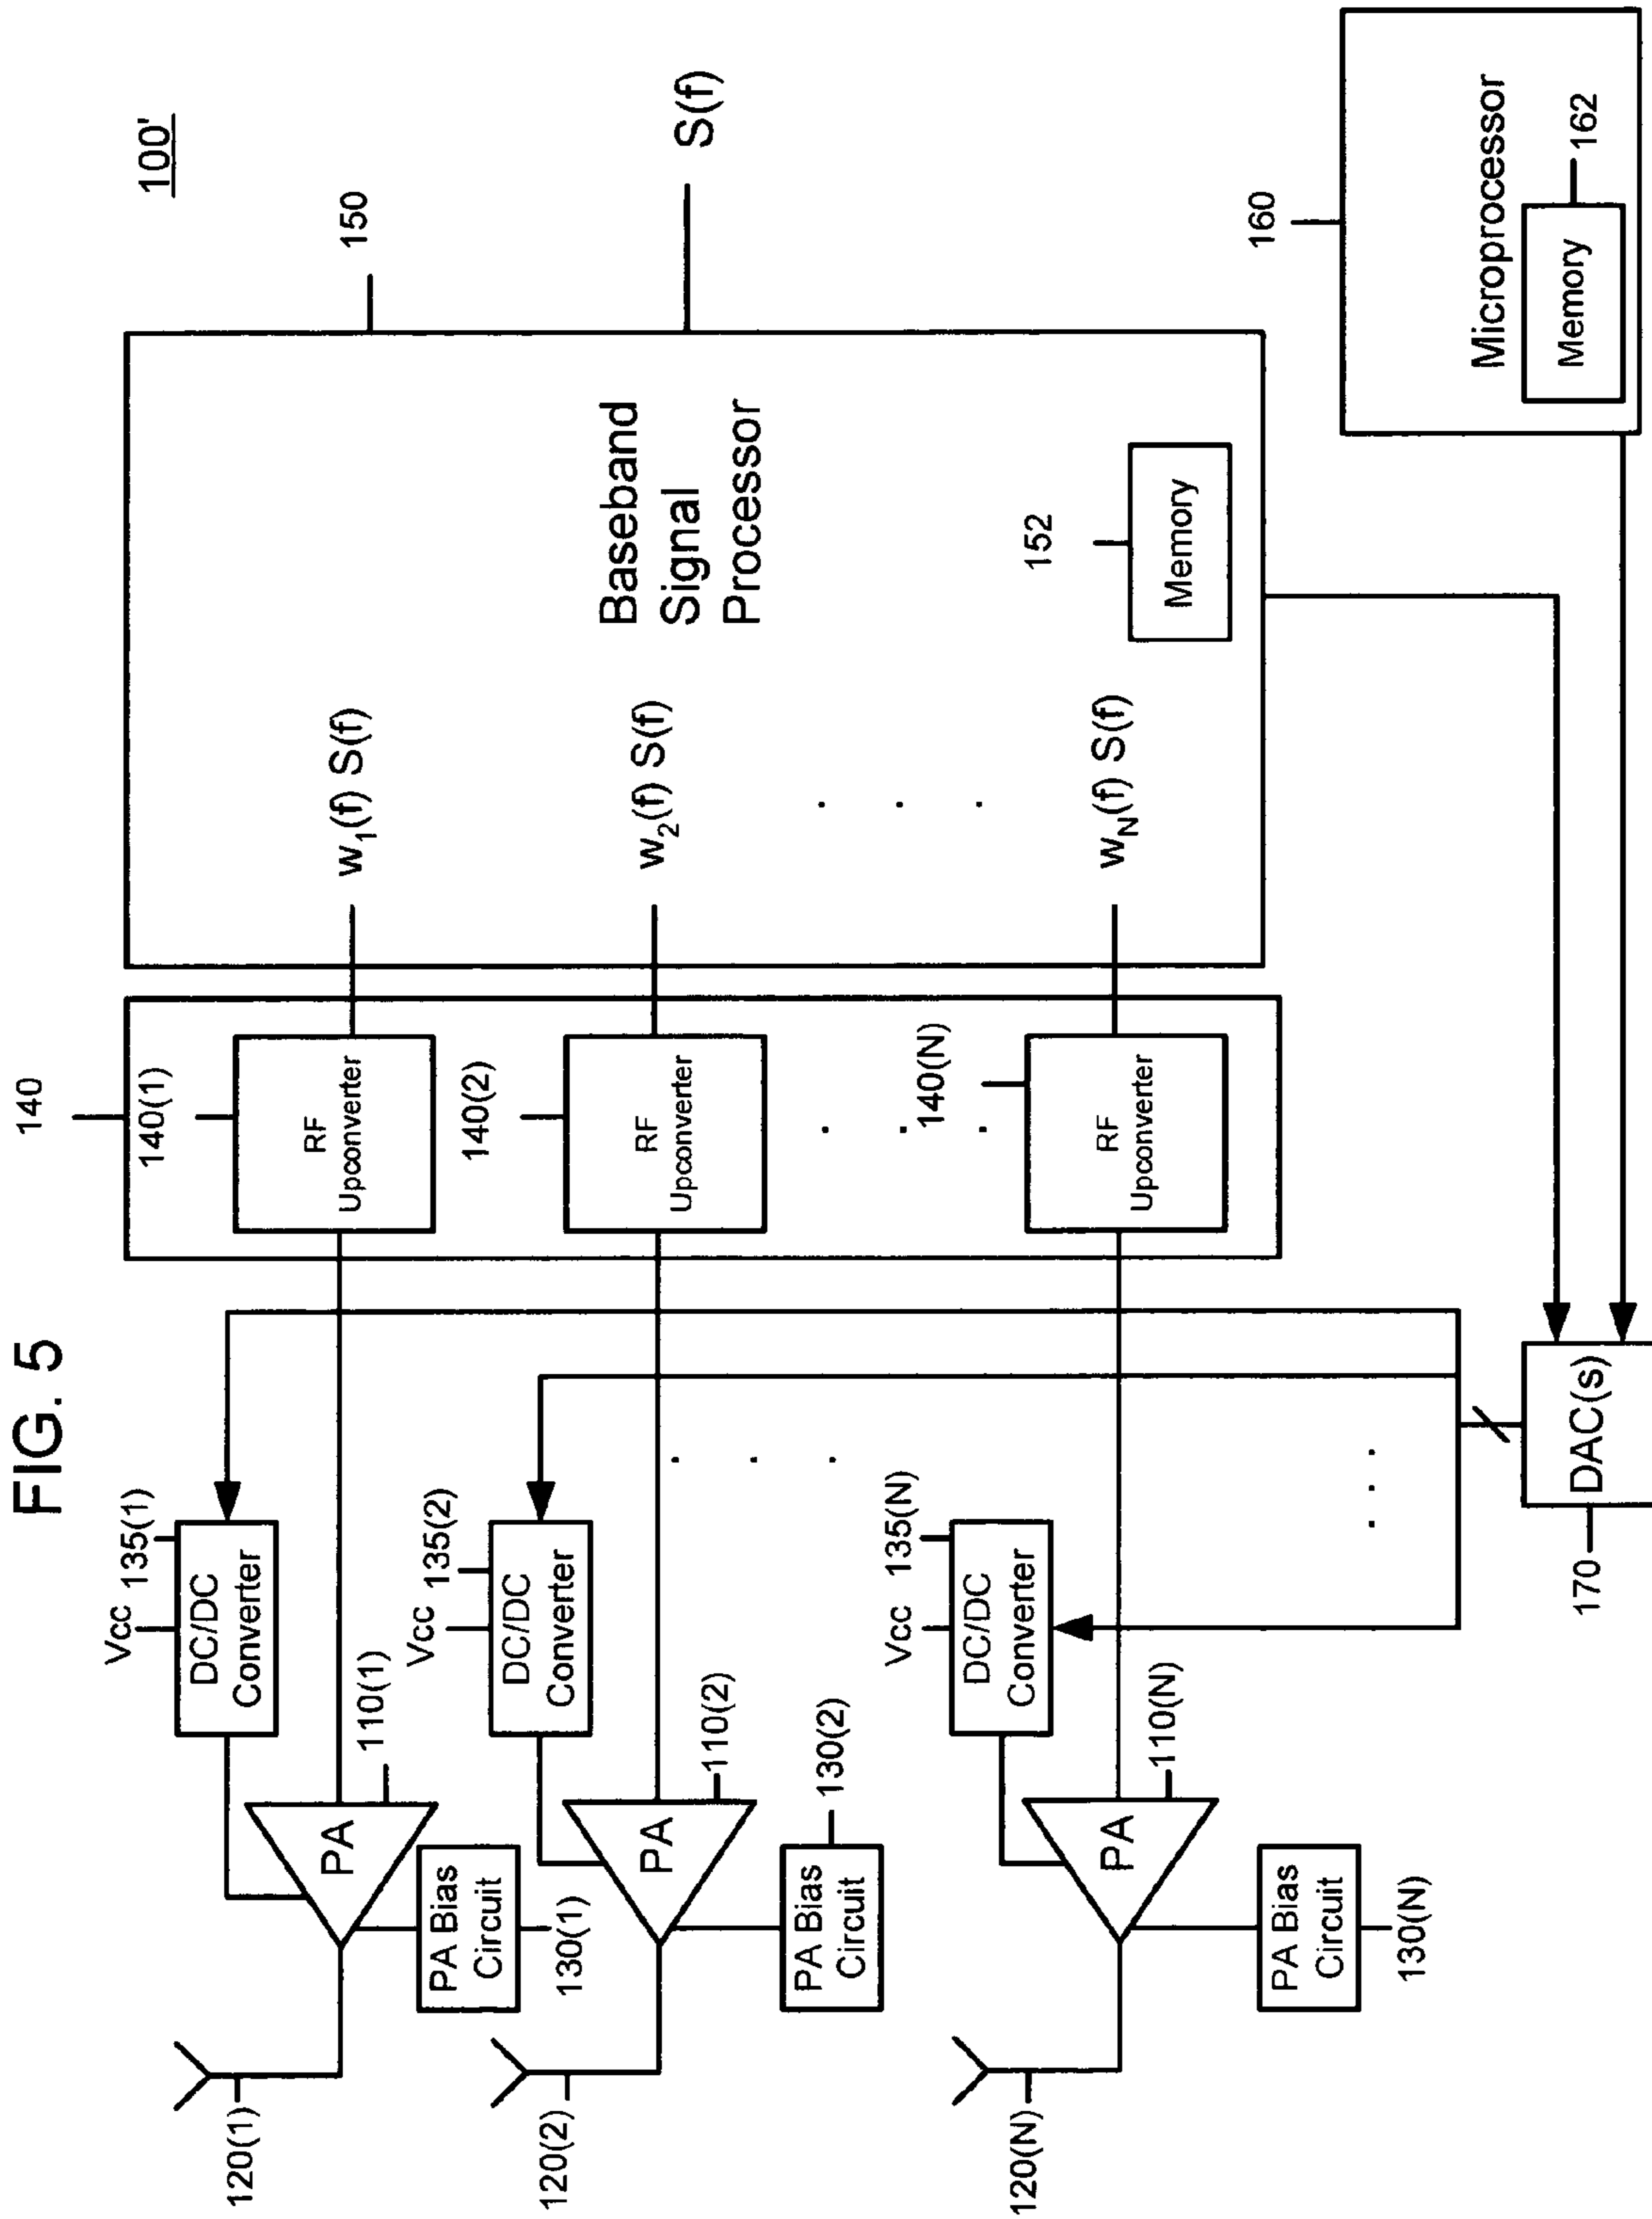 FIG. 5
100'
120(1)
Vcc
135(1)
DC/DC
Converter
PA
110(1)
PA Bias
Circuit
130(1)
140
140(1)
RF
Upconverter
w1(f) S(f)
150
S(f)
Baseband
Signal
Processor
120(2)
Vcc
135(2)
DC/DC
Converter
PA
110(2)
PA Bias
Circuit
130(2)
140(2)
RF
Upconverter
w2(f) S(f)
. . .
. . .
. . .
120(N)
Vcc
135(N)
DC/DC
Converter
PA
110(N)
PA Bias
Circuit
130(N)
140(N)
RF
Upconverter
wN(f) S(f)
152
Memory
. . .
170
DAC(s)
160
Microprocessor
Memory
162